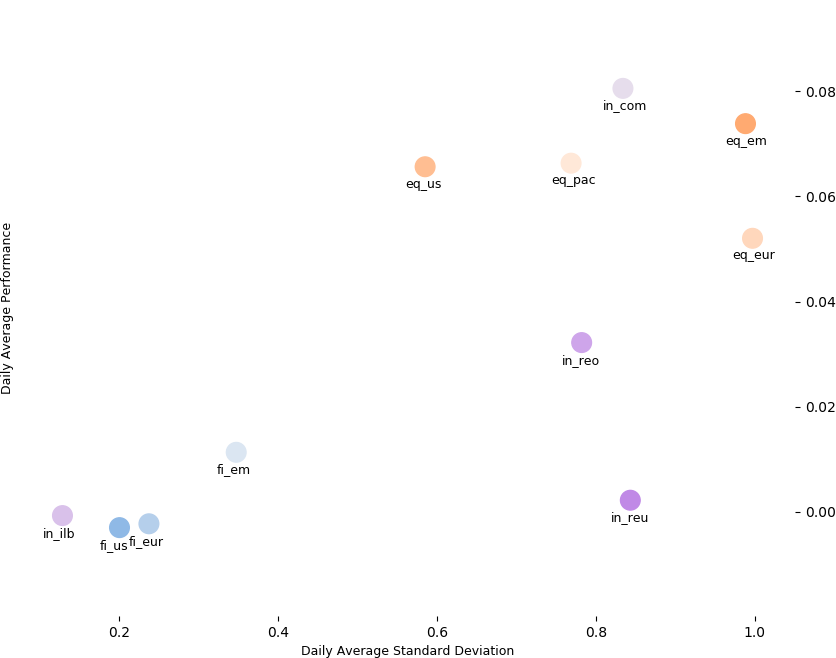 in_com
0.08
eq_em
eq_us
eq_pac
0.06
eq_eur
Daily Average Performance
0.04
in_reo
0.02
fi_em
in_reu
0.00
in_ilb
fi_us
fi_eur
0.2
0.4
0.6
0.8
1.0
Daily Average Standard Deviation